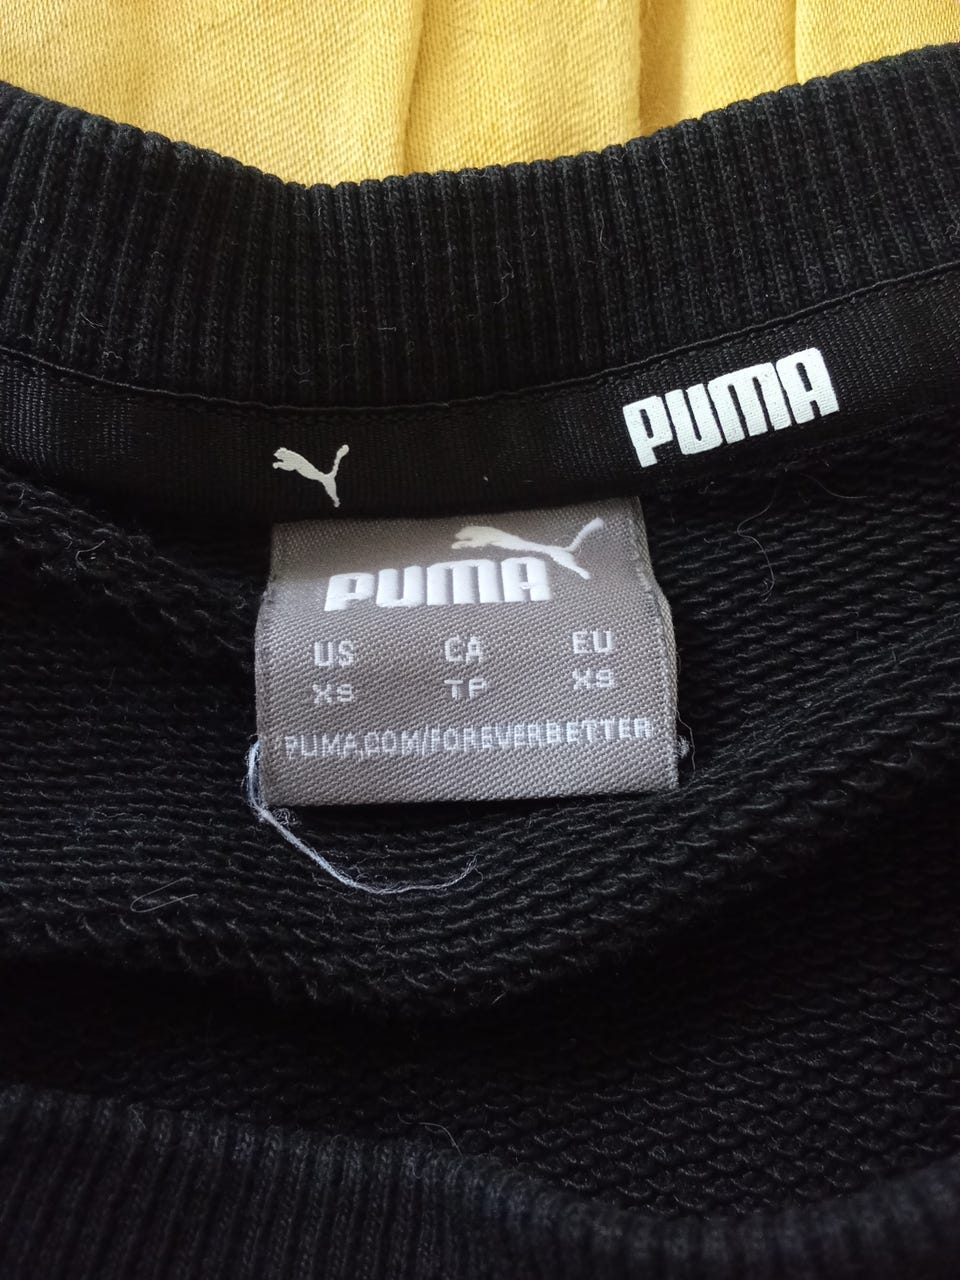 PUMA
PUMA
US CA EU
XS TP XS
PUMA.COM/FOREVERBETTER